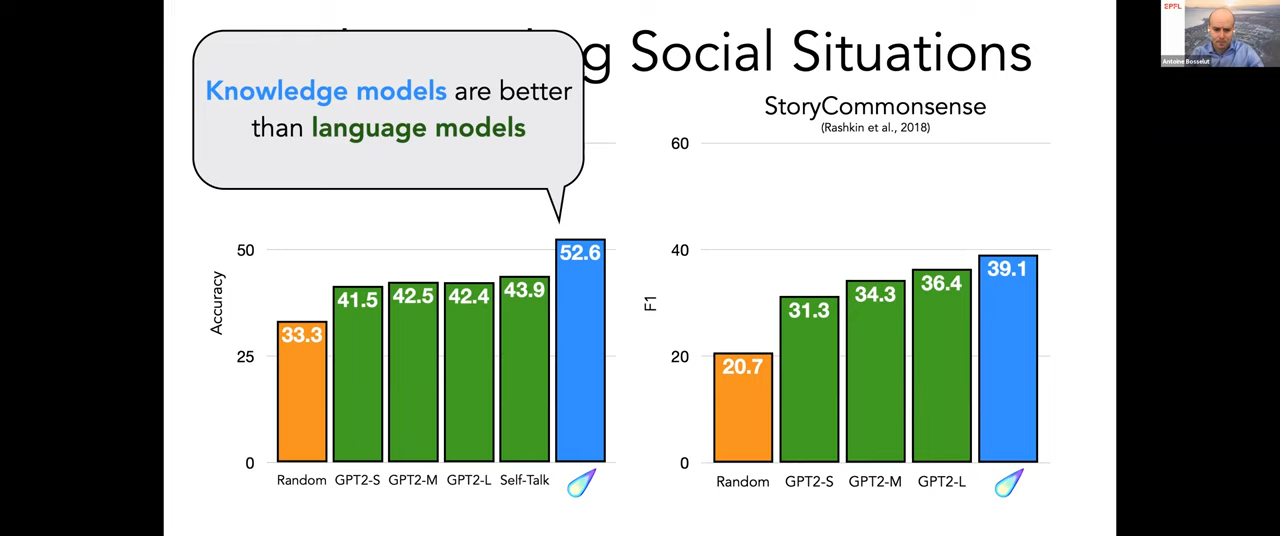 g Social Situations
Knowledge models are better
than language models
StoryCommonsense
(Rashkin et al., 2018)
Accuracy
50
25
0
33.3
41.5
42.5
42.4
43.9
52.6
Random
GPT2-S
GPT2-M
GPT2-L
Self-Talk
F1
60
40
20
0
20.7
31.3
34.3
36.4
39.1
Random
GPT2-S
GPT2-M
GPT2-L
EPFL
Antoine Bosselut